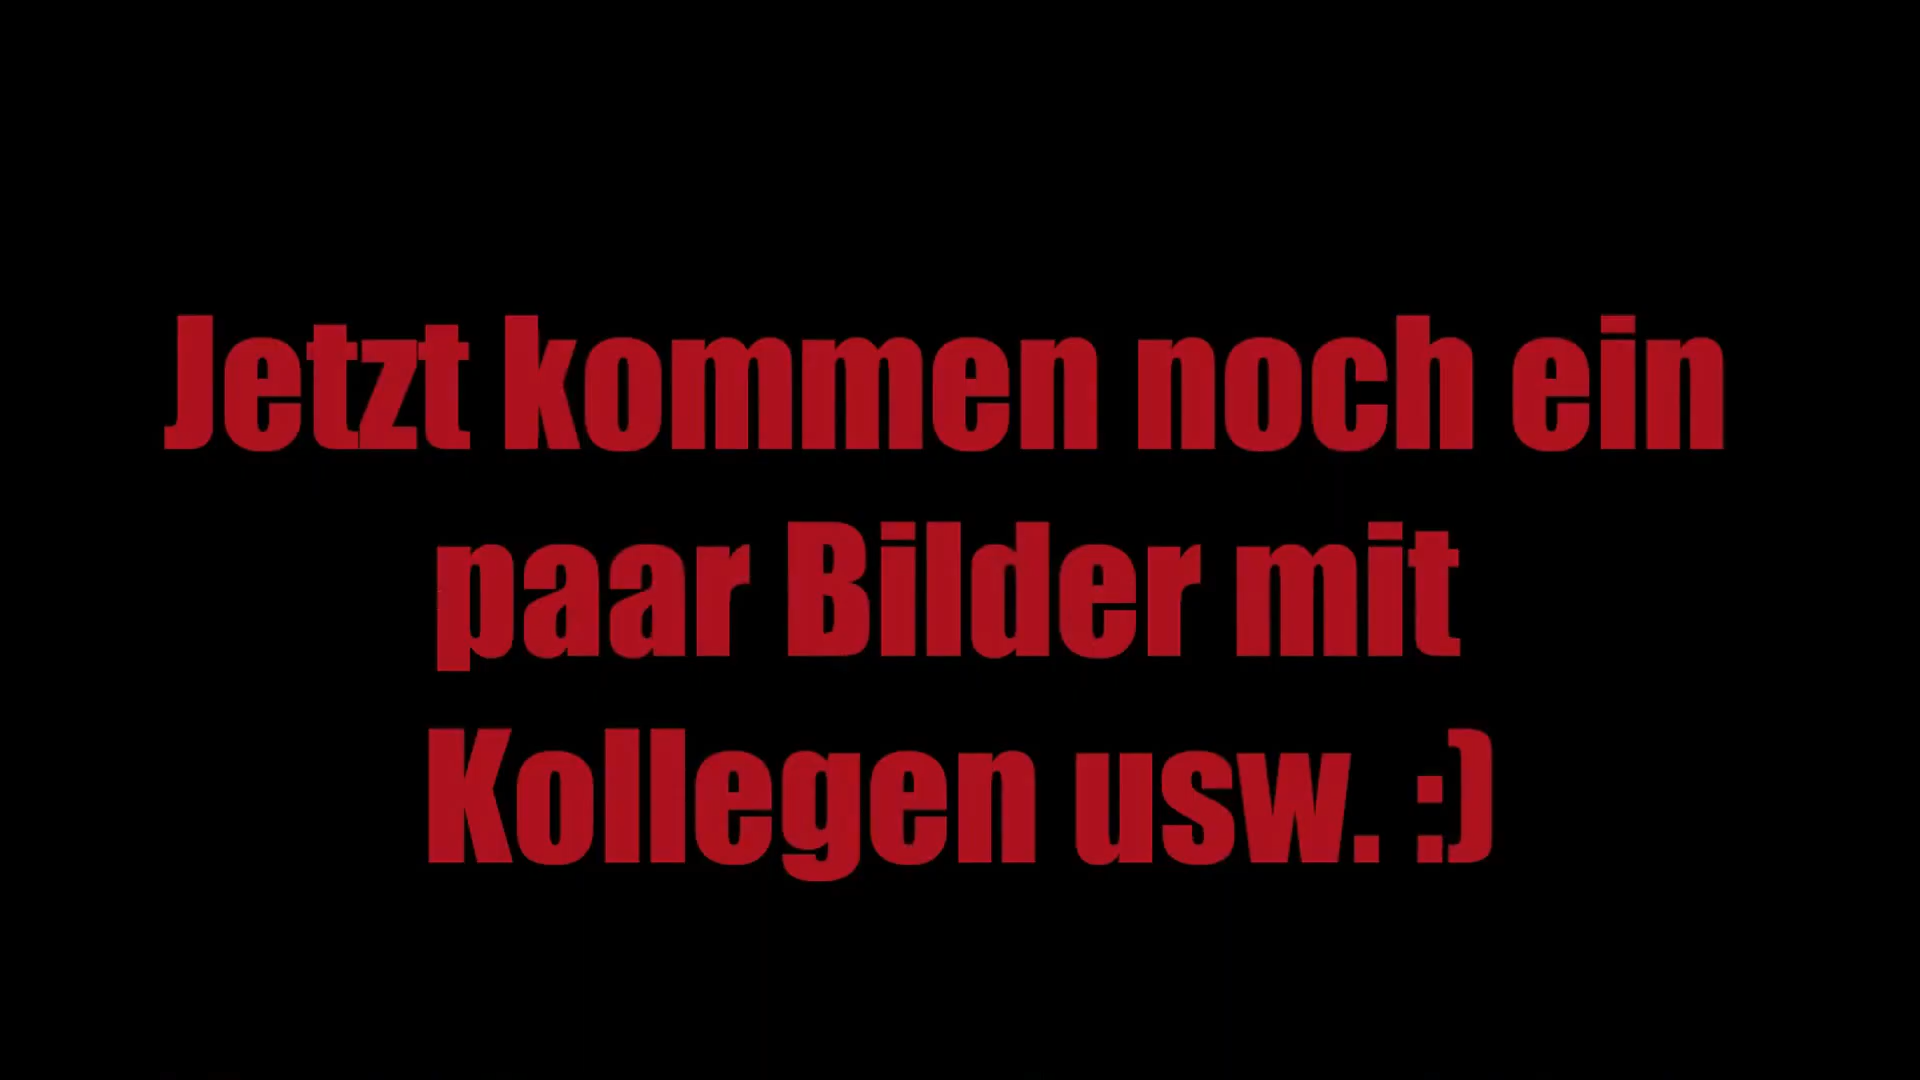 Jetzt kommen noch ein
paar Bilder mit
Kollegen usw. :)